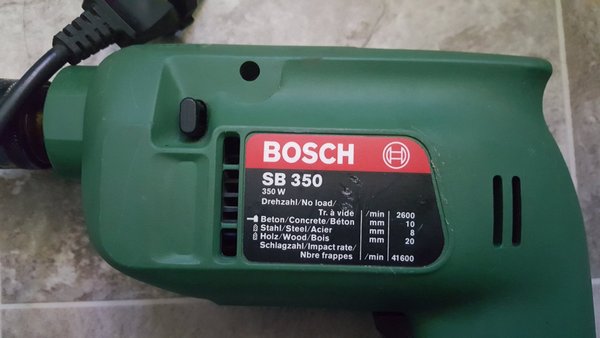 BOSCH
SB 350
350 W
Drehzahl/No load/
Tr. à vide /min 2600
Beton/Concrete/Béton mm 10
Stahl/Steel/Acier mm 8
Holz/Wood/Bois mm 20
Schlagzahl/Impact rate/
Nbre frappes /min 41600